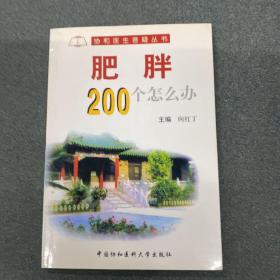 协和医生答疑丛书
肥胖
200个怎么办
主编 向红丁
中国协和医科大学出版社